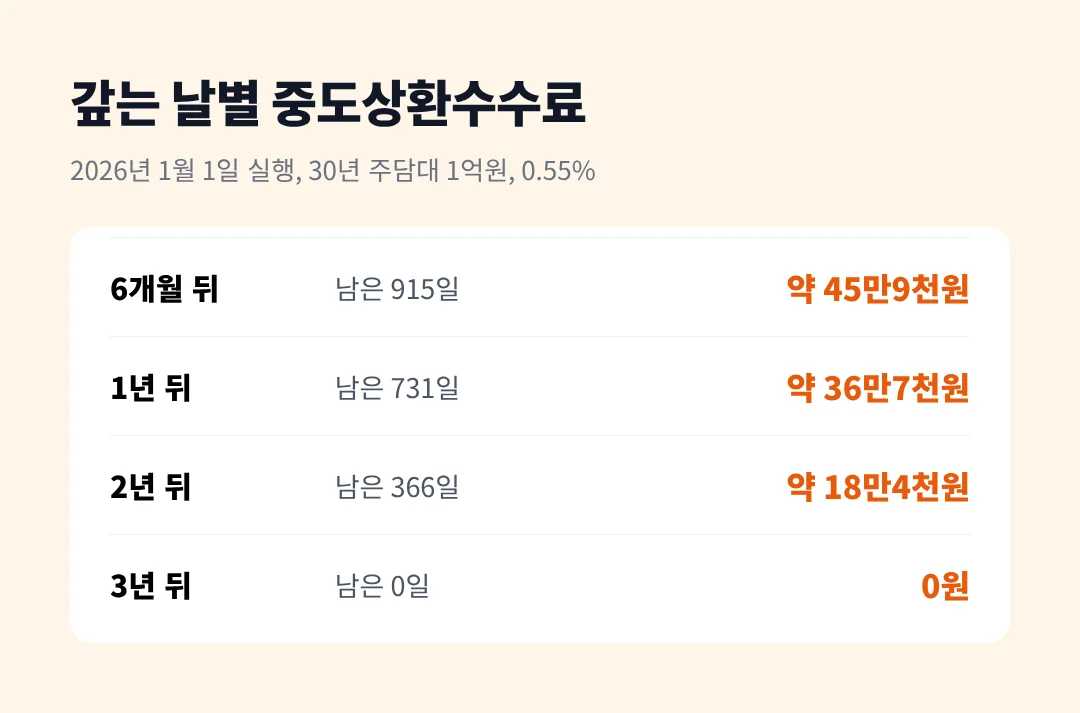 갚는 날별 중도상환수수료
2026년 1월 1일 실행, 30년 주담대 1억원, 0.55%
6개월 뒤 남은 915일 약 45만9천원
1년 뒤 남은 731일 약 36만7천원
2년 뒤 남은 366일 약 18만4천원
3년 뒤 남은 0일 0원